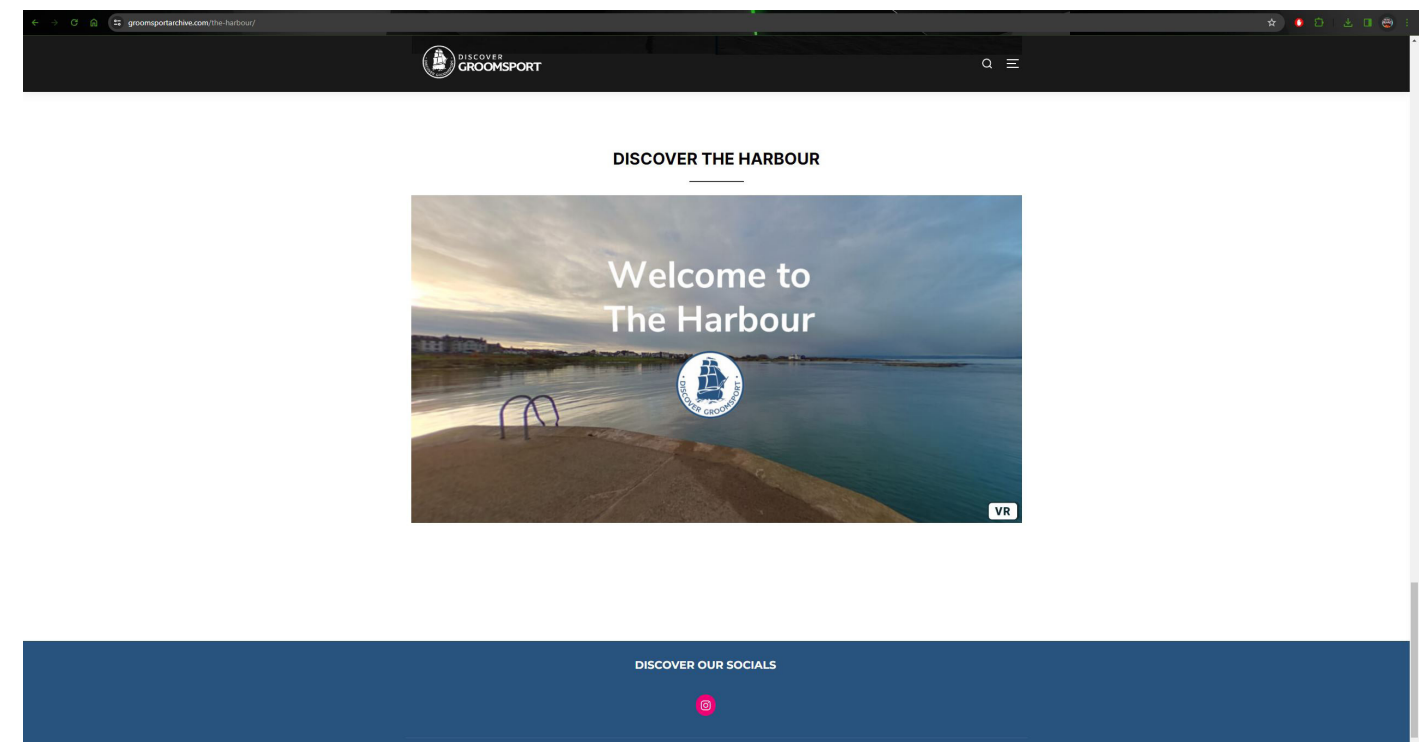 groomsportarchive.com/the-harbour/
DISCOVER
GROOMSPORT
DISCOVER THE HARBOUR
Welcome to
The Harbour
DISCOVER GROOMSPORT
VR
DISCOVER OUR SOCIALS